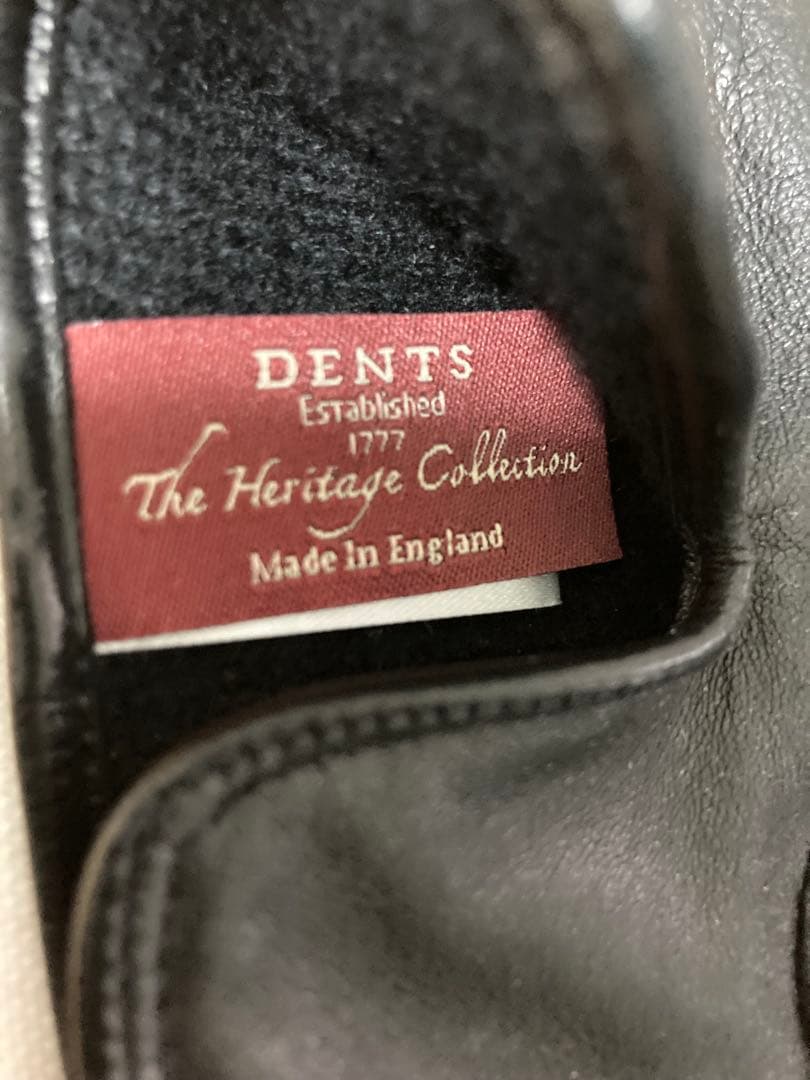 DENTS
Established
1777
The Heritage Collection
Made In England